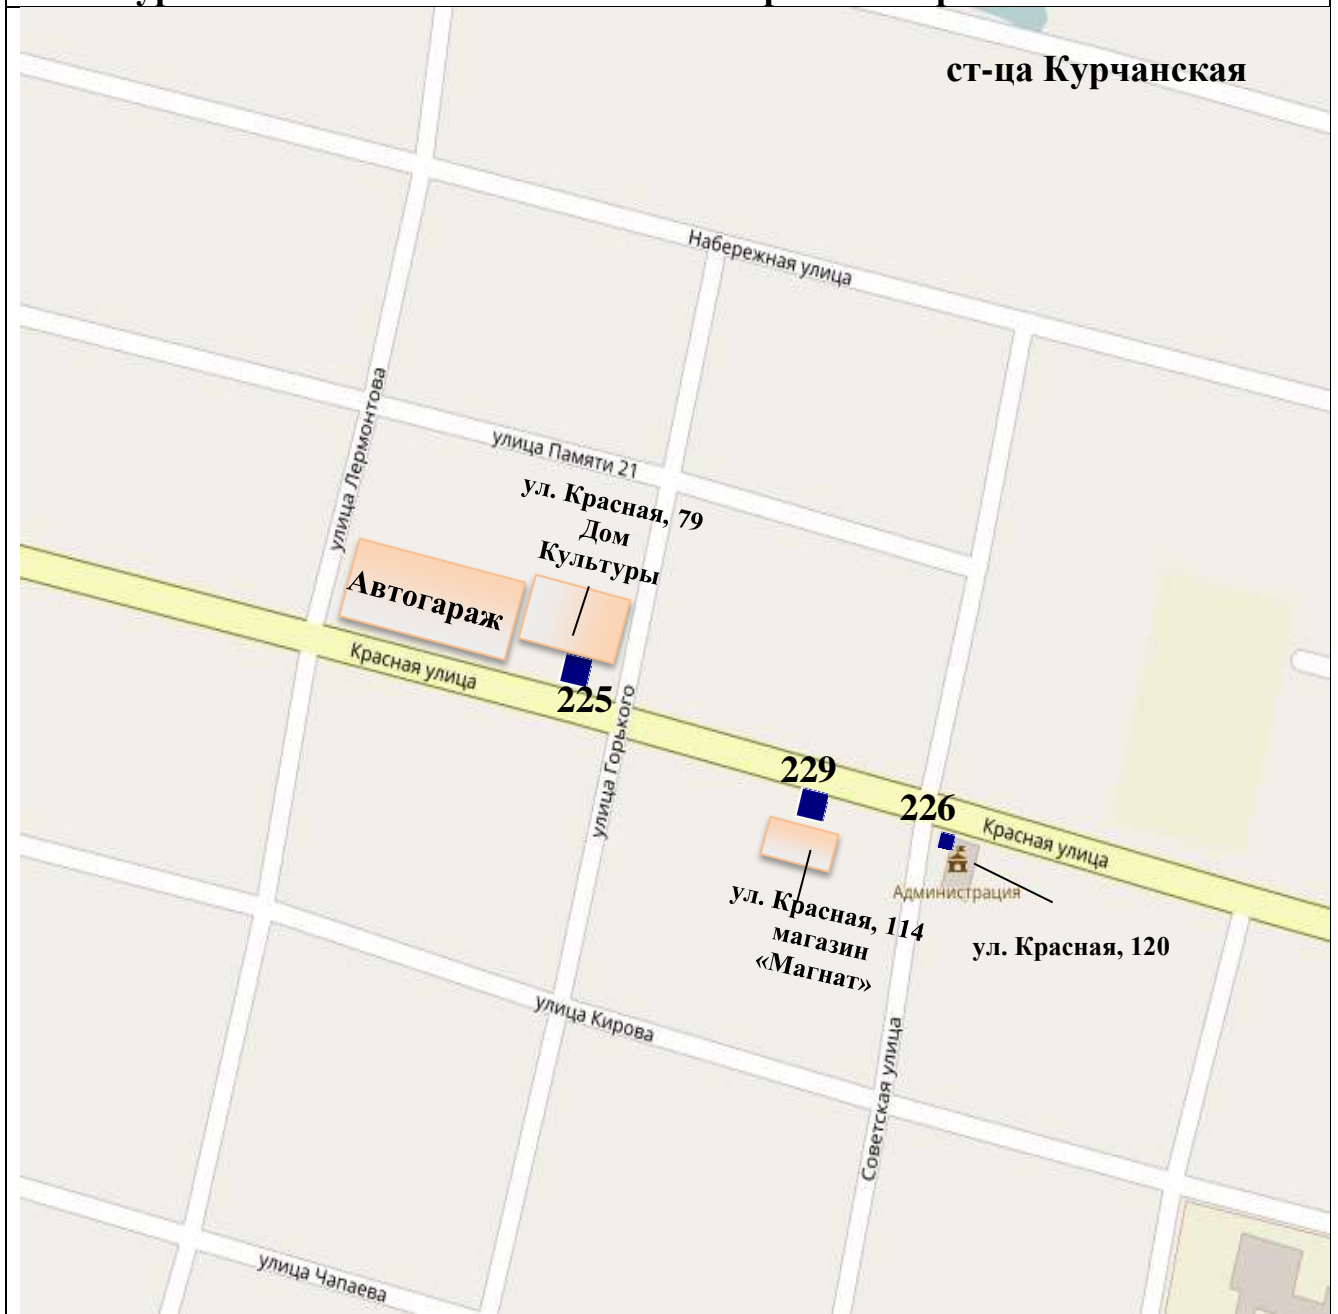 ст-ца Курчанская
Набережная улица
улица Лермонтова
улица Памяти 21
ул. Красная, 79
Дом
Культуры
Автогараж
Красная улица
225
улица Горького
229
226
Красная улица
Администрация
ул. Красная, 114
магазин
«Магнат»
ул. Красная, 120
улица Кирова
Советская улица
улица Чапаева